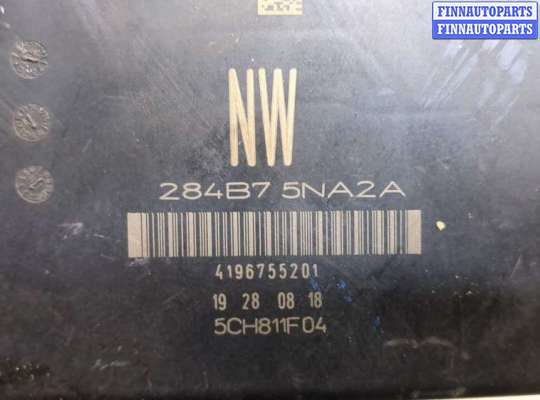 FINNAUTOPARTS
FINNAUTOPARTS
NW
284B7 5NA2A
4196755201
19 28 08 18
5CH811F04